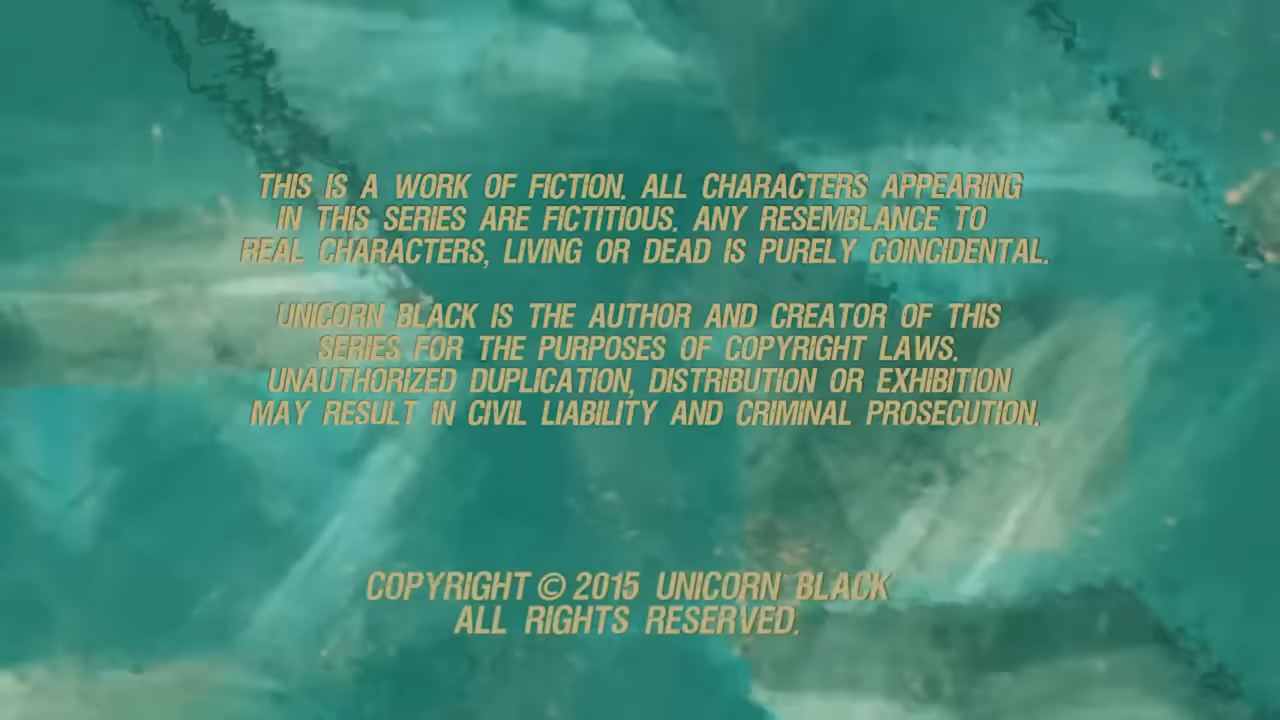 THIS IS A WORK OF FICTION. ALL CHARACTERS APPEARING
IN THIS SERIES ARE FICTITIOUS. ANY RESEMBLANCE TO
REAL CHARACTERS, LIVING OR DEAD IS PURELY COINCIDENTAL.
UNICORN BLACK IS THE AUTHOR AND CREATOR OF THIS
SERIES FOR THE PURPOSES OF COPYRIGHT LAWS.
UNAUTHORIZED DUPLICATION, DISTRIBUTION OR EXHIBITION
MAY RESULT IN CIVIL LIABILITY AND CRIMINAL PROSECUTION.
COPYRIGHT © 2015 UNICORN BLACK
ALL RIGHTS RESERVED.